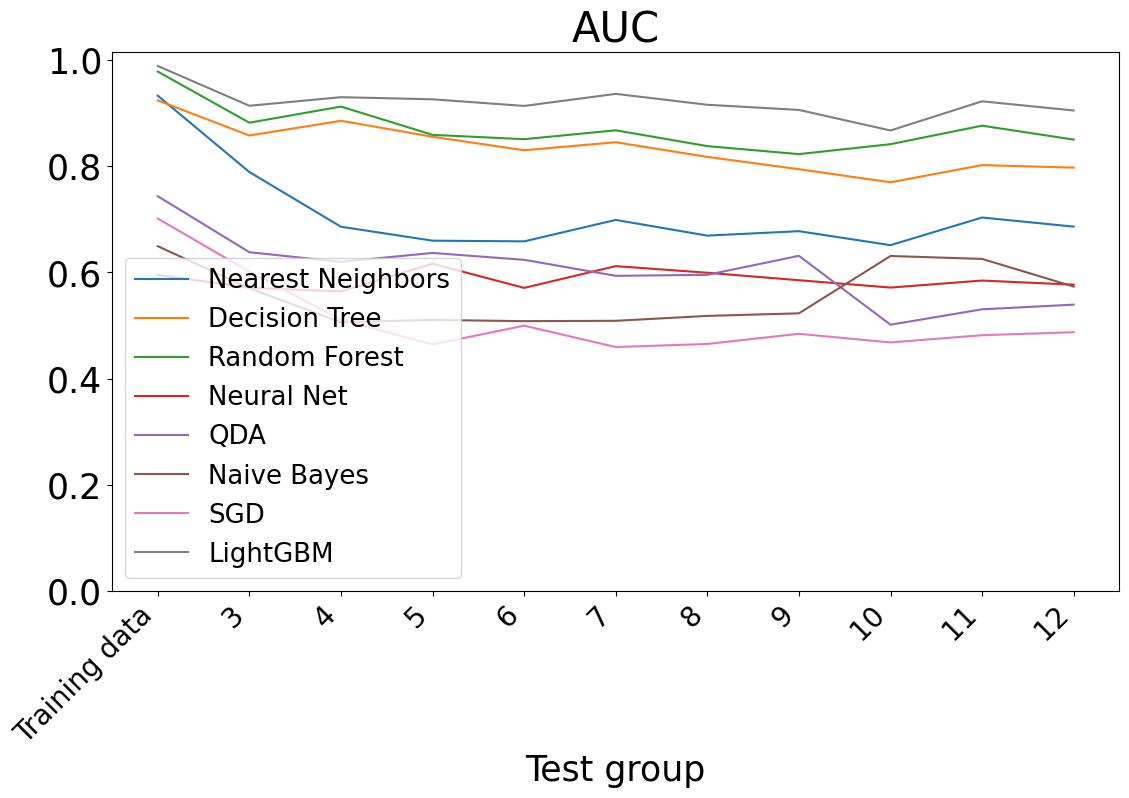 AUC
1.0
0.8
0.6
0.4
0.2
0.0
Nearest Neighbors
Decision Tree
Random Forest
Neural Net
QDA
Naive Bayes
SGD
LightGBM
Training data
3
4
5
6
7
8
9
10
11
12
Test group